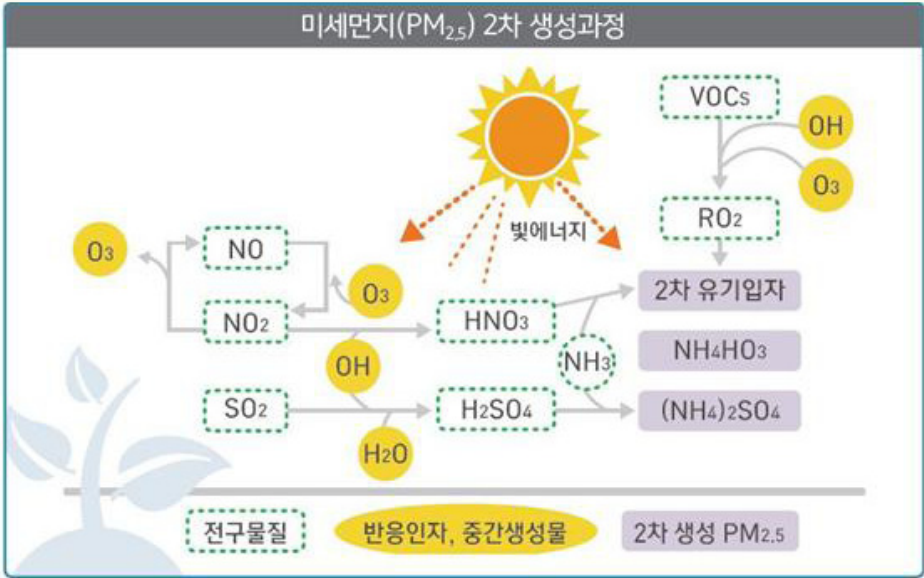 미세먼지(PM2.5) 2차 생성과정
VOCs
OH
O3
RO2
빛에너지
O3
NO
O3
2차 유기입자
NO2
HNO3
NH4HO3
OH
NH3
SO2
H2SO4
(NH4)2SO4
H2O
전구물질
반응인자, 중간생성물
2차 생성 PM2.5